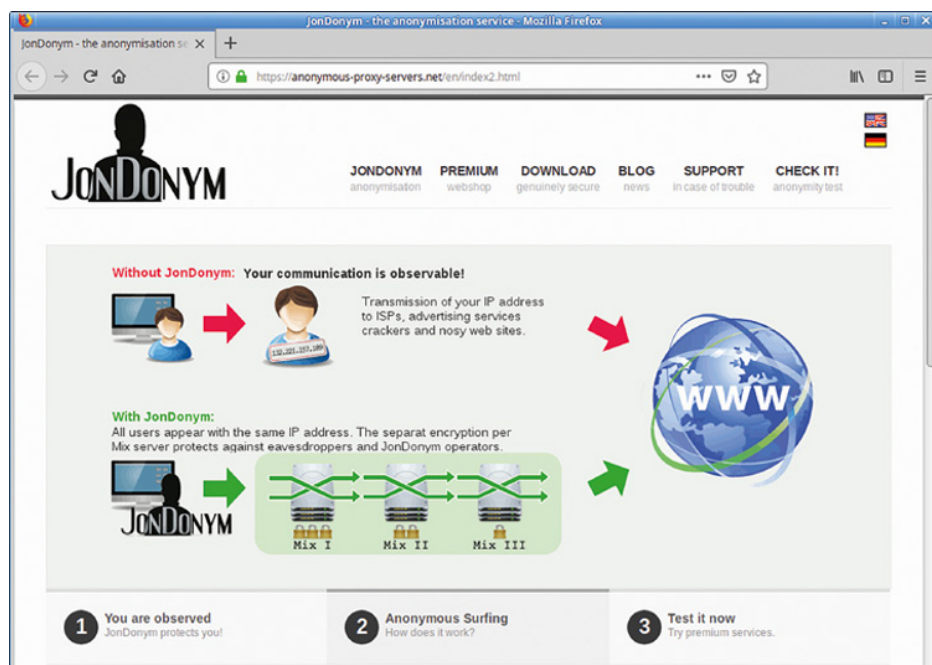 JonDonym - the anonymisation service - Mozilla Firefox
JonDonym - the anonymisation se
https://anonymous-proxy-servers.net/en/index2.html
JONDONYM
JONDONYM PREMIUM DOWNLOAD BLOG SUPPORT CHECK IT!
anonymisation webshop genuinely secure news in case of trouble anonymity test
Without JonDonym: Your communication is observable!
Transmission of your IP address
to ISPs, advertising services
crackers and nosy web sites.
WWW
With JonDonym:
All users appear with the same IP address. The separat encryption per
Mix server protects against eavesdroppers and JonDonym operators.
JONDONYM
Mix I Mix II Mix III
1 You are observed
JonDonym protects you!
2 Anonymous Surfing
How does it work?
3 Test it now
Try premium services.